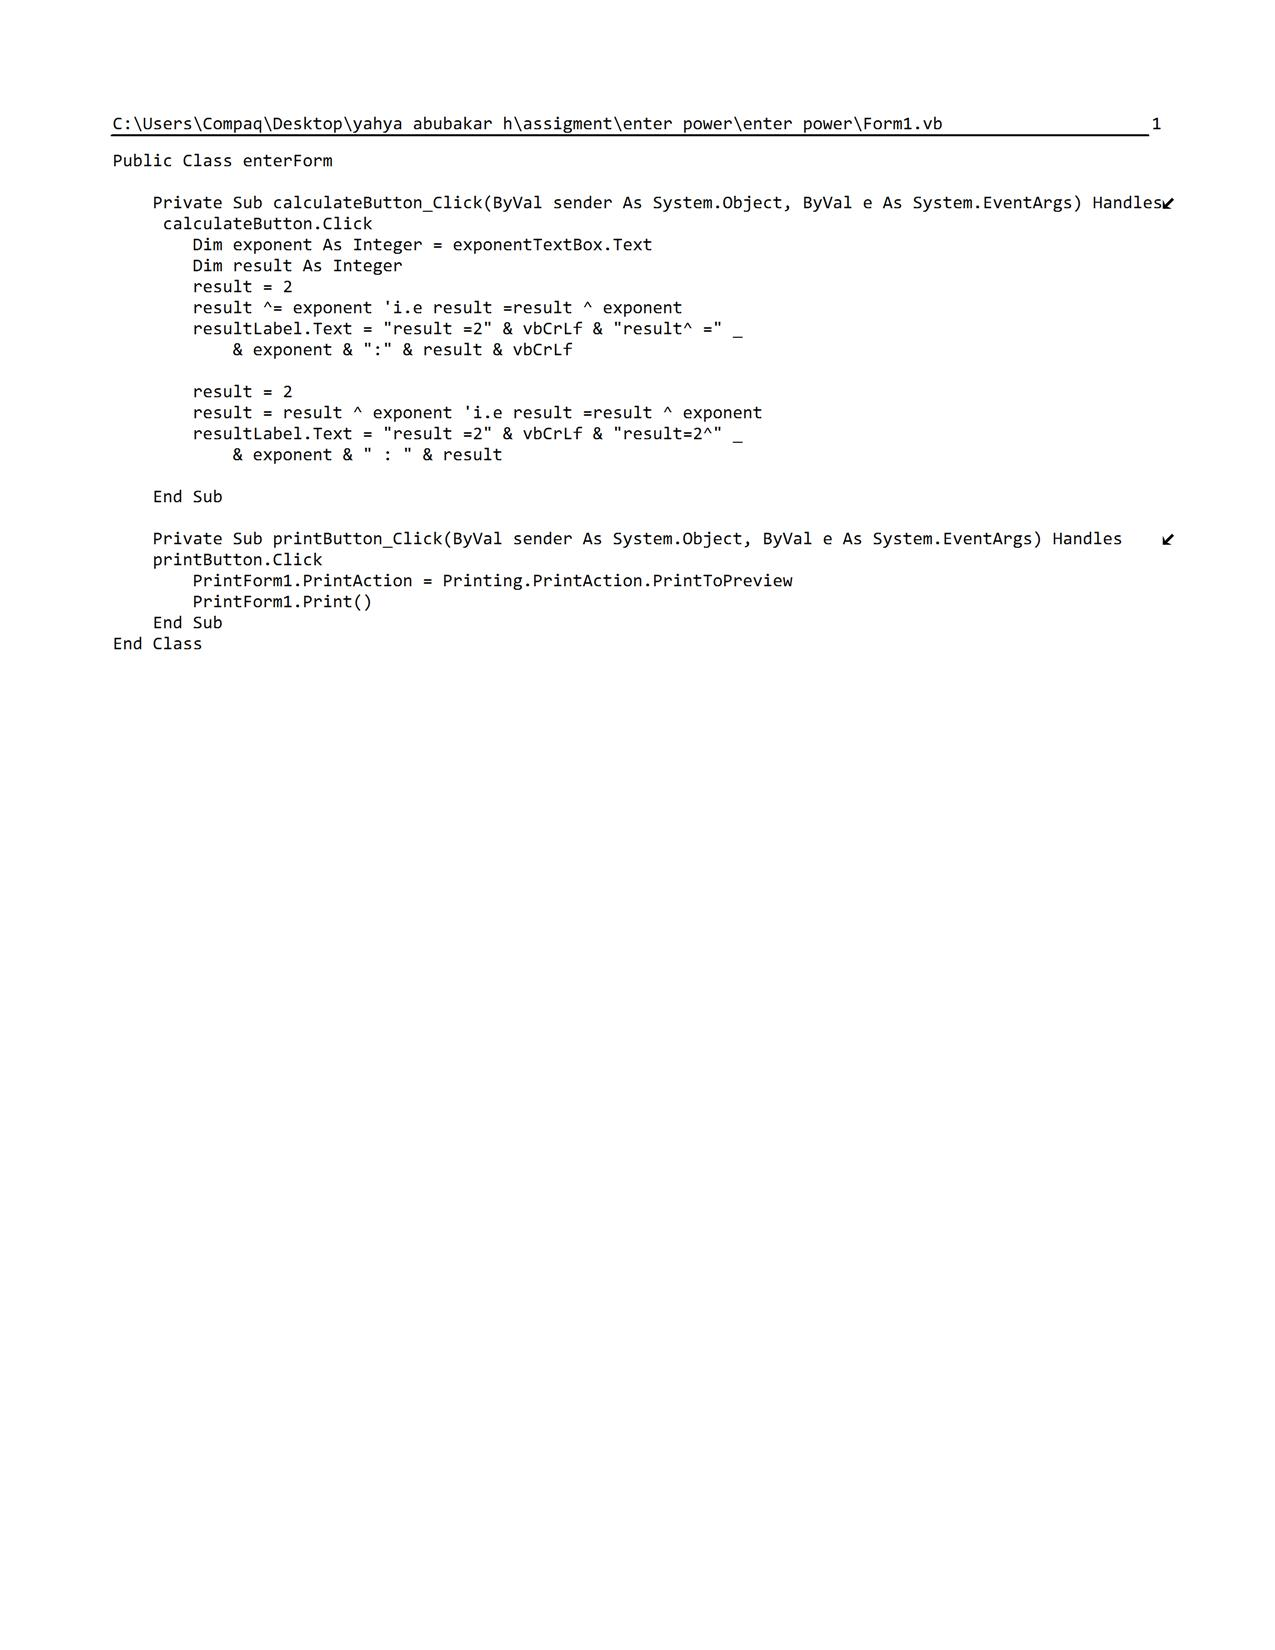 C:\Users\Compaq\Desktop\yahya abubakar h\assigment\enter power\enter power\Form1.vb 1
Public Class enterForm
Private Sub calculateButton_Click(ByVal sender As System.Object, ByVal e As System.EventArgs) Handles↙
calculateButton.Click
Dim exponent As Integer = exponentTextBox.Text
Dim result As Integer
result = 2
result ^= exponent 'i.e result =result ^ exponent
resultLabel.Text = "result =2" & vbCrLf & "result^ =" _
& exponent & ":" & result & vbCrLf
result = 2
result = result ^ exponent 'i.e result =result ^ exponent
resultLabel.Text = "result =2" & vbCrLf & "result=2^" _
& exponent & " : " & result
End Sub
Private Sub printButton_Click(ByVal sender As System.Object, ByVal e As System.EventArgs) Handles ↙
printButton.Click
PrintForm1.PrintAction = Printing.PrintAction.PrintToPreview
PrintForm1.Print()
End Sub
End Class